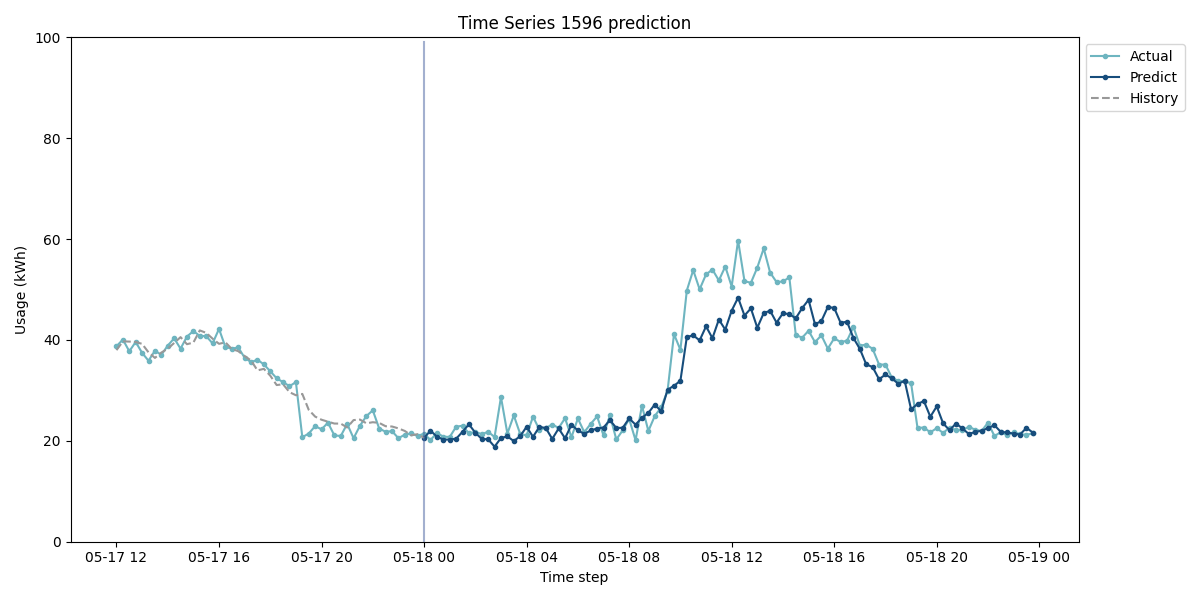 Time Series 1596 prediction
Usage (kWh)
100
80
60
40
20
0
05-17 12
05-17 16
05-17 20
05-18 00
05-18 04
05-18 08
05-18 12
05-18 16
05-18 20
05-19 00
Time step
Actual
Predict
History